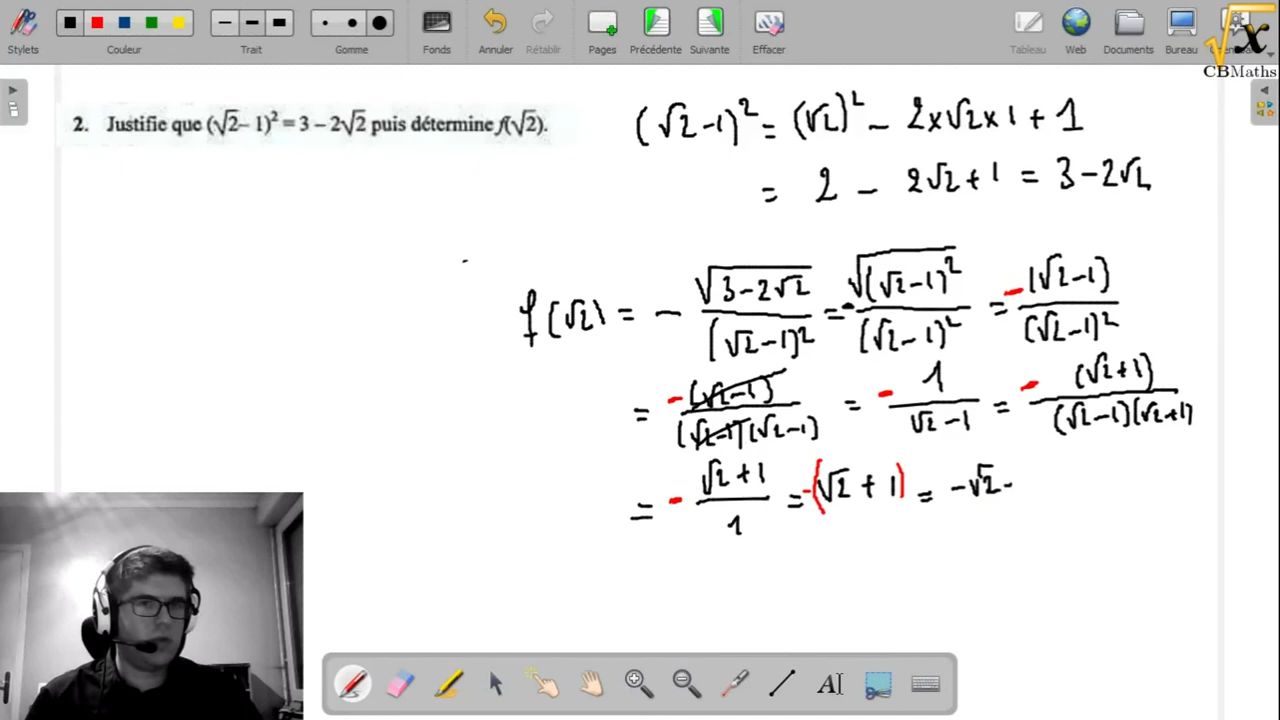 Stylets Couleur Trait Gomme Fonds Annuler Rétablir Pages Précédente Suivante Effacer Tableau Web Documents Bureau
√x
CBMaths
2. Justifie que (√2 – 1)² = 3 – 2√2 puis détermine f(√2).
(√2-1)² = (√2)² - 2×√2×1 + 1
= 2 - 2√2 + 1 = 3 - 2√2
f(√2) = - √(3-2√2) / (√2-1)² = - √((√2-1)²) / (√2-1)² = - (√2-1) / (√2-1)²
= - (√2-1) / (√2-1)(√2-1) = - 1 / √2-1 = - (√2+1) / (√2-1)(√2+1)
= - √2+1 / 1 = -(√2 + 1) = -√2 -